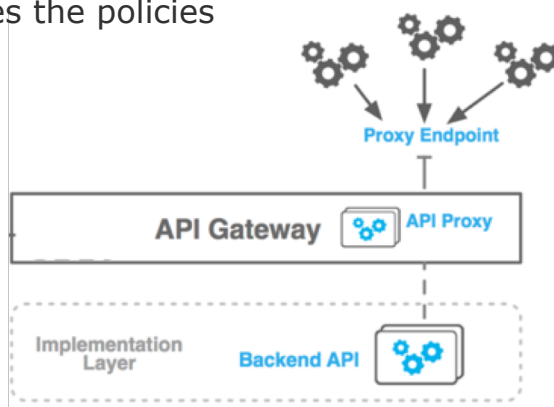 es the policies
Proxy Endpoint
API Gateway
API Proxy
Implementation
Layer
Backend API